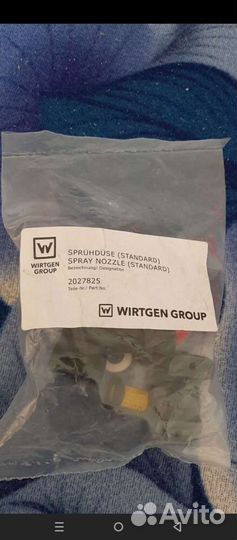 WIRTGEN
GROUP
SPRÜHDÜSE (STANDARD)
SPRAY NOZZLE (STANDARD)
Bezeichnung/ Designation
2027825
Teile-Nr./ Part No.
WIRTGEN GROUP
Avito